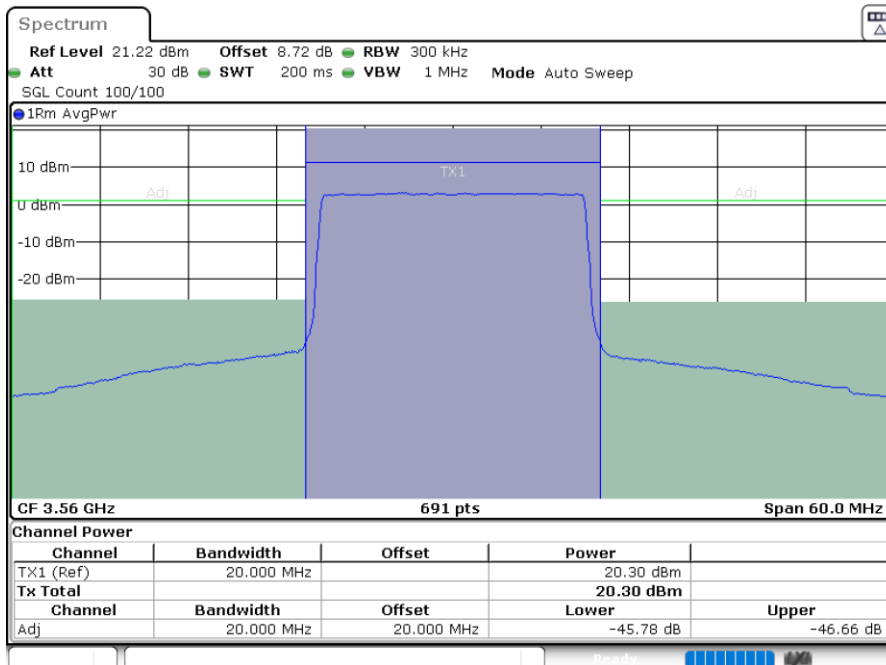 Spectrum
Ref Level 21.22 dBm Offset 8.72 dB RBW 300 kHz
Att 30 dB SWT 200 ms VBW 1 MHz Mode Auto Sweep
SGL Count 100/100
1Rm AvgPwr
10 dBm
TX1
Adj Adj
0 dBm
-10 dBm
-20 dBm
CF 3.56 GHz 691 pts Span 60.0 MHz
Channel Power
Channel Bandwidth Offset Power
TX1 (Ref) 20.000 MHz 20.30 dBm
Tx Total 20.30 dBm
Channel Bandwidth Offset Lower Upper
Adj 20.000 MHz 20.000 MHz -45.78 dB -46.66 dB
Ready